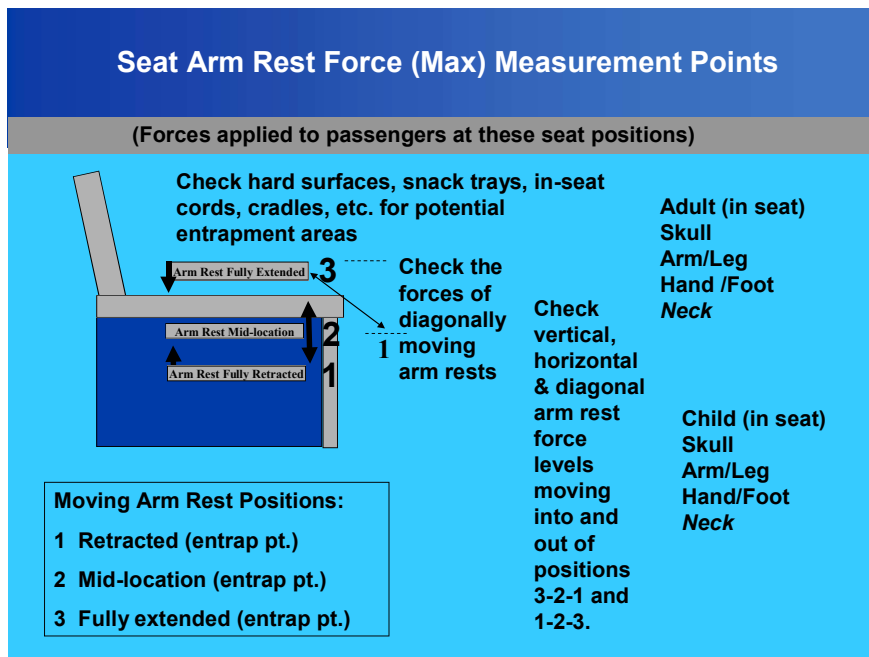 Seat Arm Rest Force (Max) Measurement Points
(Forces applied to passengers at these seat positions)
Check hard surfaces, snack trays, in-seat
cords, cradles, etc. for potential
entrapment areas
Arm Rest Fully Extended
3
Arm Rest Mid-location
2
Arm Rest Fully Retracted
1
1
Check the
forces of
diagonally
moving
arm rests
Check
vertical,
horizontal
& diagonal
arm rest
force
levels
moving
into and
out of
positions
3-2-1 and
1-2-3.
Adult (in seat)
Skull
Arm/Leg
Hand /Foot
Neck
Child (in seat)
Skull
Arm/Leg
Hand/Foot
Neck
Moving Arm Rest Positions:
1 Retracted (entrap pt.)
2 Mid-location (entrap pt.)
3 Fully extended (entrap pt.)